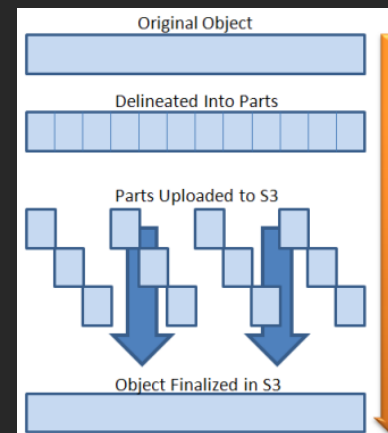 Original Object
Delineated Into Parts
Parts Uploaded to S3
Object Finalized in S3